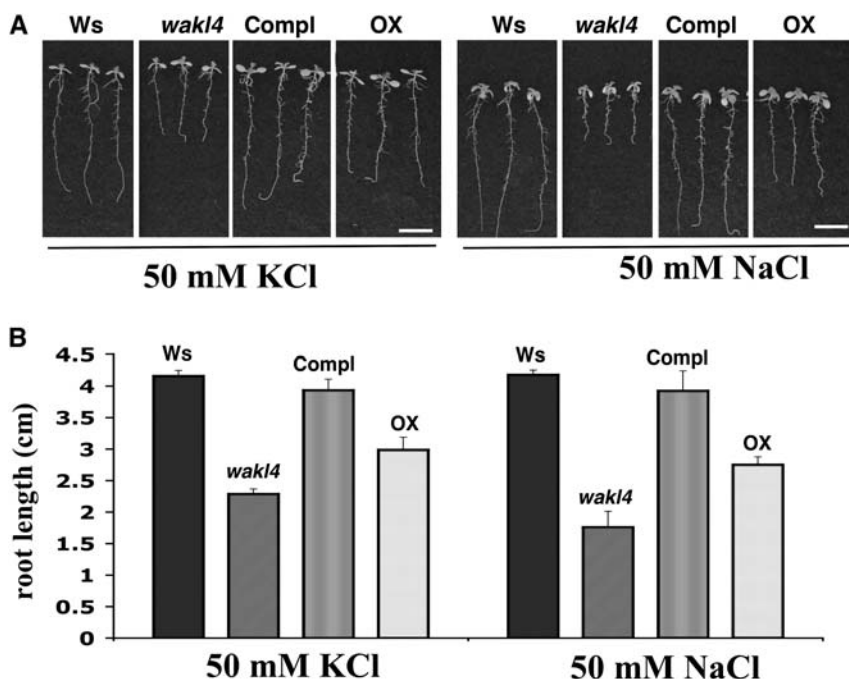 A
Ws wakl4 Compl OX Ws wakl4 Compl OX
50 mM KCl 50 mM NaCl
B
root length (cm)
4.5
4
3.5
3
2.5
2
1.5
1
0.5
0
Ws
wakl4
Compl
OX
Ws
wakl4
Compl
OX
50 mM KCl 50 mM NaCl